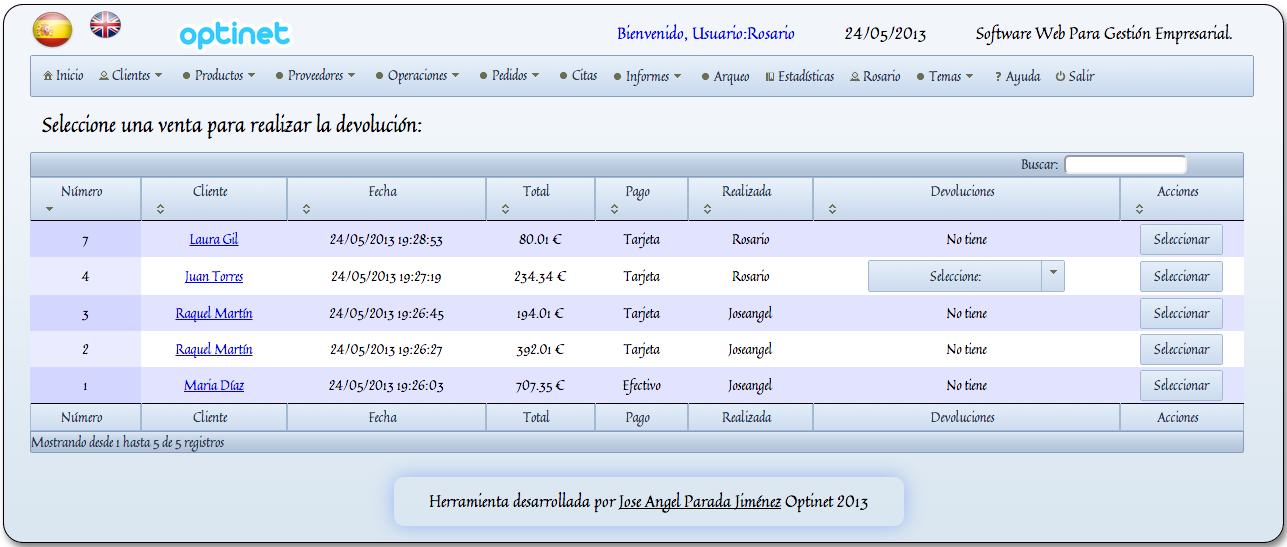 optinet Bienvenido, Usuario:Rosario 24/05/2013 Software Web Para Gestión Empresarial.
Inicio Clientes Productos Proveedores Operaciones Pedidos Citas Informes Arqueo Estadísticas Rosario Temas ? Ayuda Salir
Seleccione una venta para realizar la devolución:
Buscar:
Número Cliente Fecha Total Pago Realizada Devoluciones Acciones
7 Laura Gil 24/05/2013 19:28:53 80.01 € Tarjeta Rosario No tiene Seleccionar
4 Juan Torres 24/05/2013 19:27:19 234.34 € Tarjeta Rosario Seleccione: Seleccionar
3 Raquel Martín 24/05/2013 19:26:45 194.01 € Tarjeta Joseangel No tiene Seleccionar
2 Raquel Martín 24/05/2013 19:26:27 392.01 € Tarjeta Joseangel No tiene Seleccionar
1 Maria Díaz 24/05/2013 19:26:03 707.35 € Efectivo Joseangel No tiene Seleccionar
Número Cliente Fecha Total Pago Realizada Devoluciones Acciones
Mostrando desde 1 hasta 5 de 5 registros
Herramienta desarrollada por Jose Angel Parada Jiménez Optinet 2013